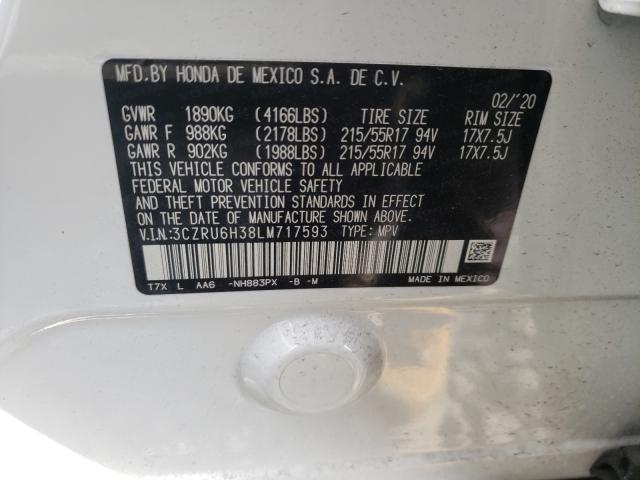 MFD.BY HONDA DE MEXICO S.A. DE C.V.
02/'20
GVWR 1890KG (4166LBS) TIRE SIZE RIM SIZE
GAWR F 988KG (2178LBS) 215/55R17 94V 17X7.5J
GAWR R 902KG (1988LBS) 215/55R17 94V 17X7.5J
THIS VEHICLE CONFORMS TO ALL APPLICABLE
FEDERAL MOTOR VEHICLE SAFETY
AND THEFT PREVENTION STANDARDS IN EFFECT
ON THE DATE OF MANUFACTURE SHOWN ABOVE.
V.I.N:3CZRU6H38LM717593 TYPE: MPV
T7X L AA6 -NH883PX -B -M MADE IN MEXICO